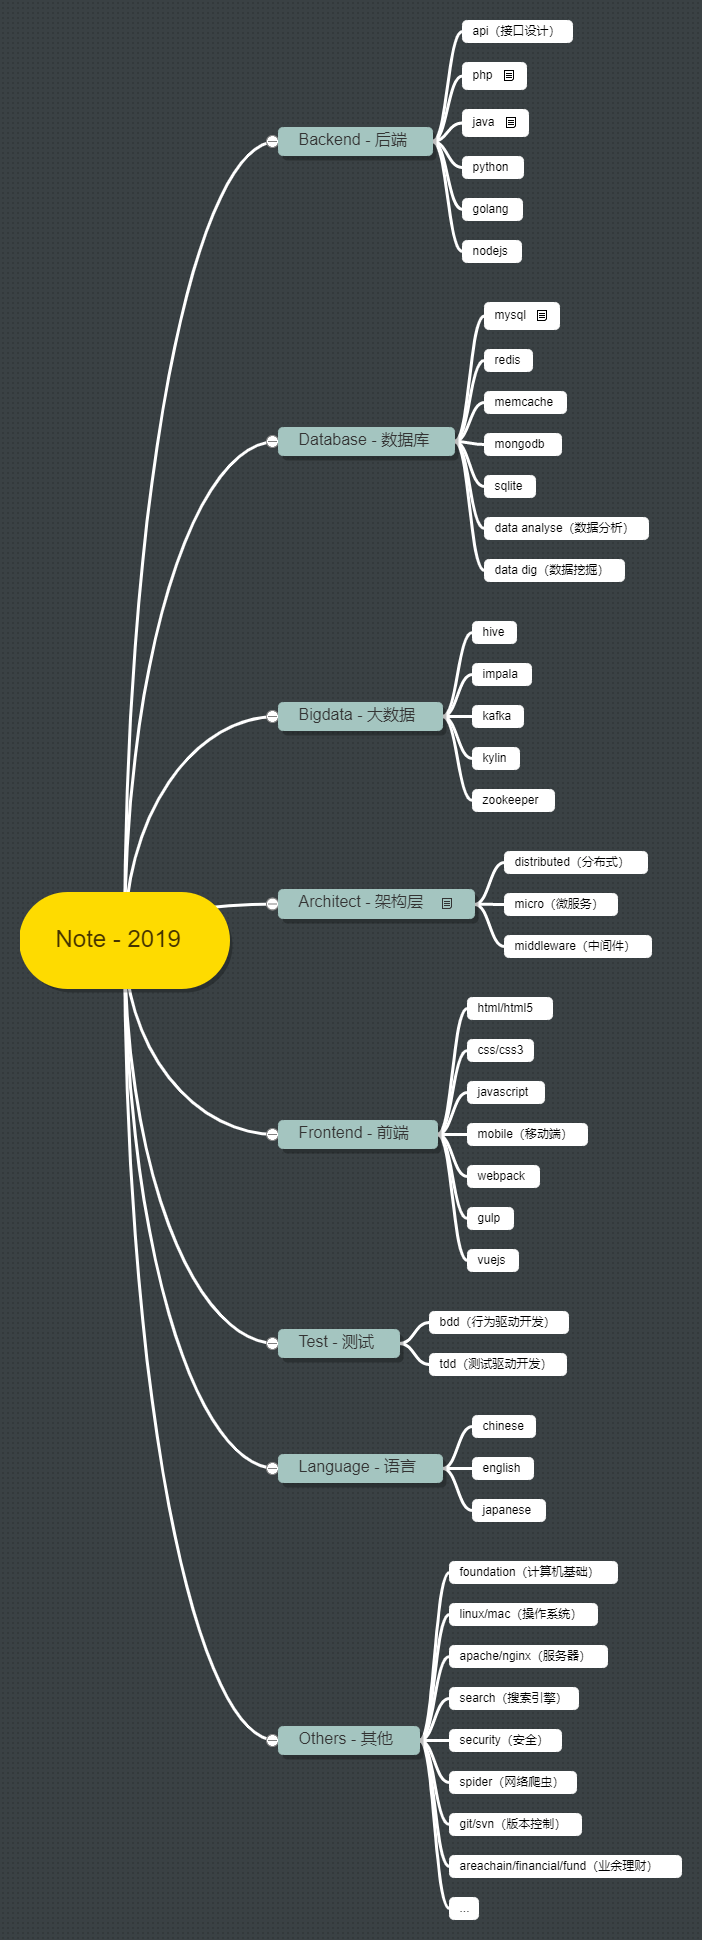 Note - 2019
Backend - 后端
api（接口设计）
php
java
python
golang
nodejs
Database - 数据库
mysql
redis
memcache
mongodb
sqlite
data analyse（数据分析）
data dig（数据挖掘）
Bigdata - 大数据
hive
impala
kafka
kylin
zookeeper
Architect - 架构层
distributed（分布式）
micro（微服务）
middleware（中间件）
Frontend - 前端
html/html5
css/css3
javascript
mobile（移动端）
webpack
gulp
vuejs
Test - 测试
bdd（行为驱动开发）
tdd（测试驱动开发）
Language - 语言
chinese
english
japanese
Others - 其他
foundation（计算机基础）
linux/mac（操作系统）
apache/nginx（服务器）
search（搜索引擎）
security（安全）
spider（网络爬虫）
git/svn（版本控制）
areachain/financial/fund（业余理财）
...